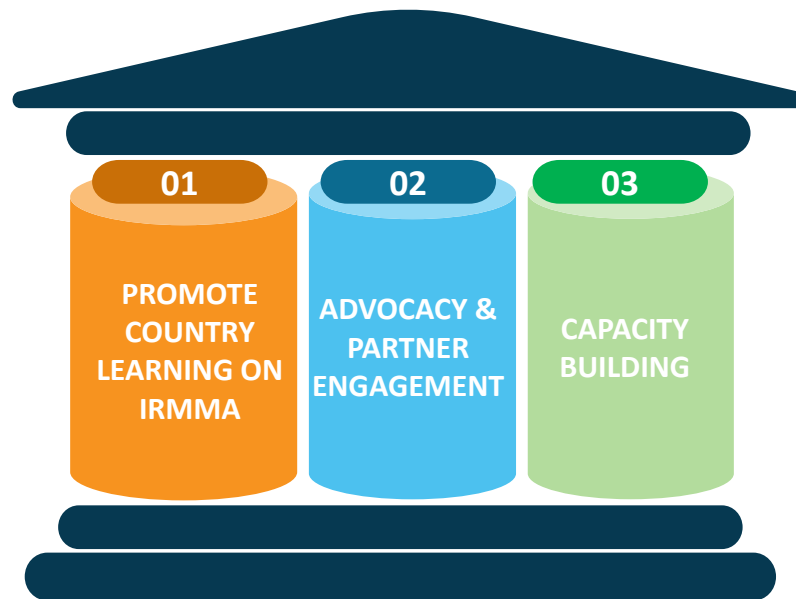 01
PROMOTE
COUNTRY
LEARNING ON
IRMMA
02
ADVOCACY &
PARTNER
ENGAGEMENT
03
CAPACITY
BUILDING